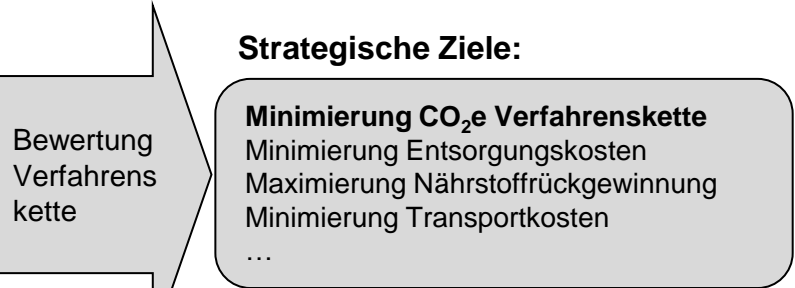 Strategische Ziele:
Bewertung
Verfahrens
kette
Minimierung CO₂e Verfahrenskette
Minimierung Entsorgungskosten
Maximierung Nährstoffrückgewinnung
Minimierung Transportkosten
…